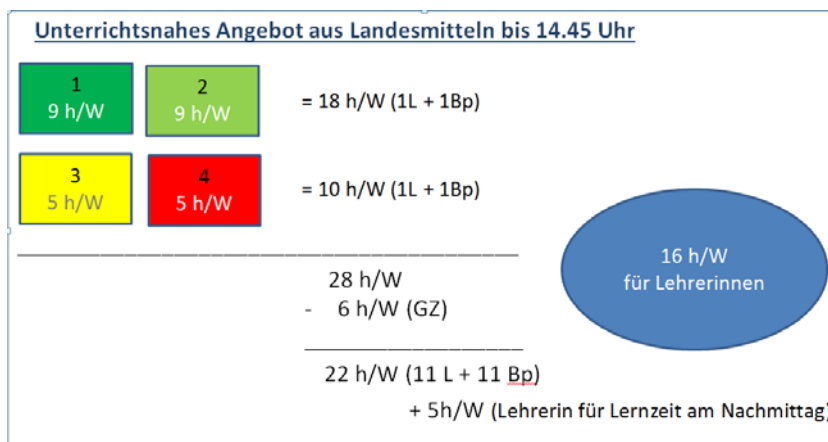 Unterrichtsnahes Angebot aus Landesmitteln bis 14.45 Uhr
1
9 h/W
2
9 h/W
= 18 h/W (1L + 1Bp)
3
5 h/W
4
5 h/W
= 10 h/W (1L + 1Bp)
16 h/W
für Lehrerinnen
28 h/W
- 6 h/W (GZ)
22 h/W (11 L + 11 Bp)
+ 5h/W (Lehrerin für Lernzeit am Nachmittag)